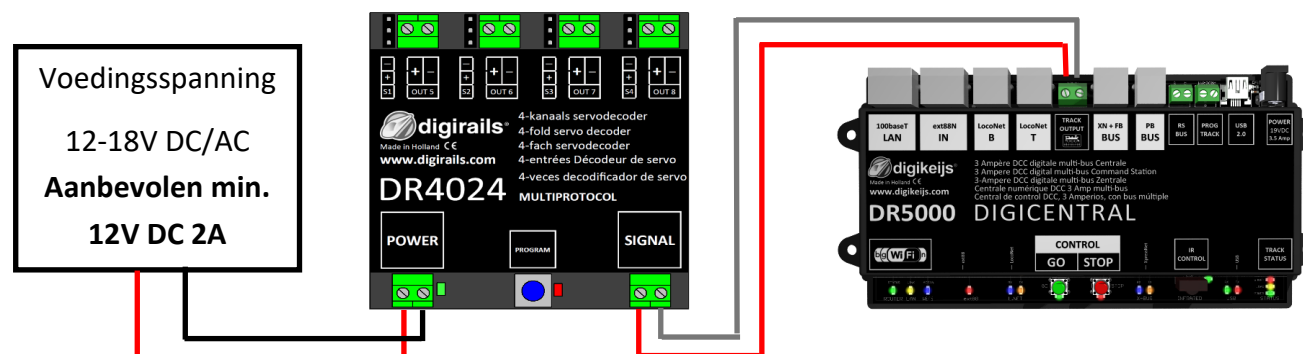 Voedingsspanning
12-18V DC/AC
Aanbevolen min.
12V DC 2A
S1 OUT 5 S2 OUT 6 S3 OUT 7 S4 OUT 8
digirails®
Made in Holland CE
www.digirails.com
DR4024
4-kanaals servodecoder
4-fold servo decoder
4-fach servodecoder
4-entrées Décodeur de servo
4-veces decodificador de servo
MULTIPROTOCOL
POWER
PROGRAM
SIGNAL
100baseT
LAN
ext88N
IN
LocoNet
B
LocoNet
T
TRACK
OUTPUT
XN + FB
BUS
PB
BUS
RS
BUS
PROG
TRACK
USB
2.0
POWER
19VDC
3.5 Amp
digikeijs®
Made in Holland CE
www.digikeijs.com
DR5000
3 Ampère DCC digitale multi-bus Centrale
3 Ampere DCC digital multi-bus Command Station
3-Ampere DCC digitale multi-bus Zentrale
Centrale numérique DCC 3 Amp multi-bus
Central de control DCC, 3 Amperios, con bus múltiple
DIGICENTRAL
b g WiFi n
CONTROL
GO STOP
IR
CONTROL
TRACK
STATUS